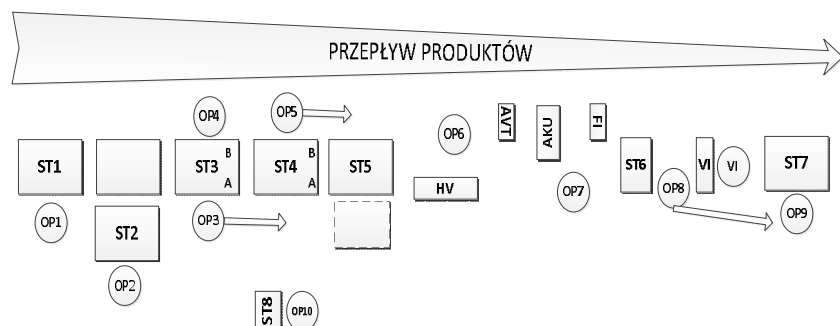 PRZEPŁYW PRODUKTÓW
OP4
OP5
OP6
AVT
AKU
FI
ST1
ST3
B
A
ST4
B
A
ST5
HV
ST6
VI
VI
ST7
OP1
ST2
OP3
OP7
OP8
OP9
OP2
ST8
OP10